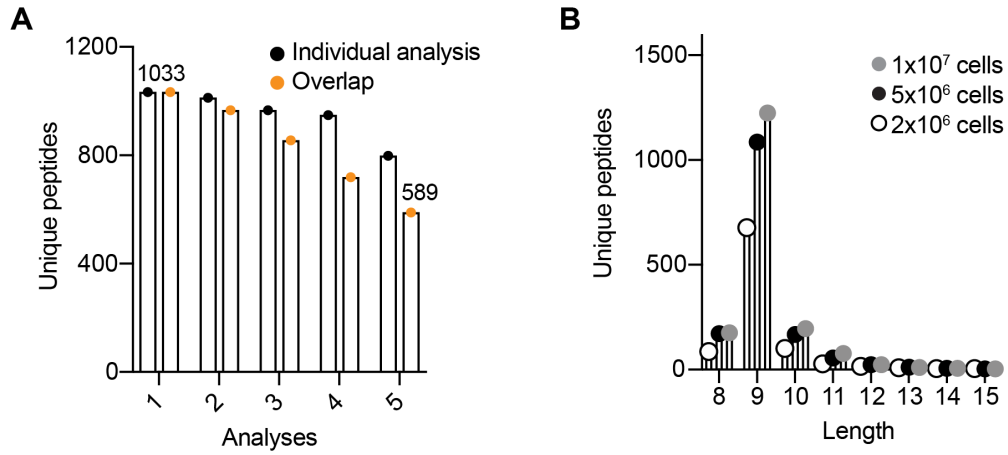 A
Unique peptides
1200
800
400
0
1033
589
Individual analysis
Overlap
1 2 3 4 5
Analyses
B
Unique peptides
1500
1000
500
0
1x10⁷ cells
5x10⁶ cells
2x10⁶ cells
8 9 10 11 12 13 14 15
Length